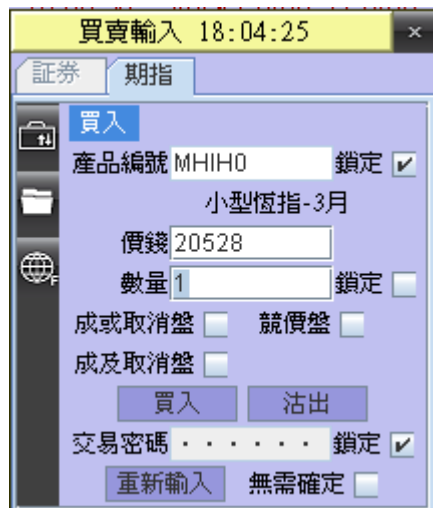 買賣輸入 18:04:25 ×
証券 期指
買入
產品編號 MHIH0 鎖定
小型恆指-3月
價錢 20528
數量 1 鎖定
成或取消盤 競價盤
成及取消盤
買入 沽出
交易密碼 · · · · · · 鎖定
重新輸入 無需確定